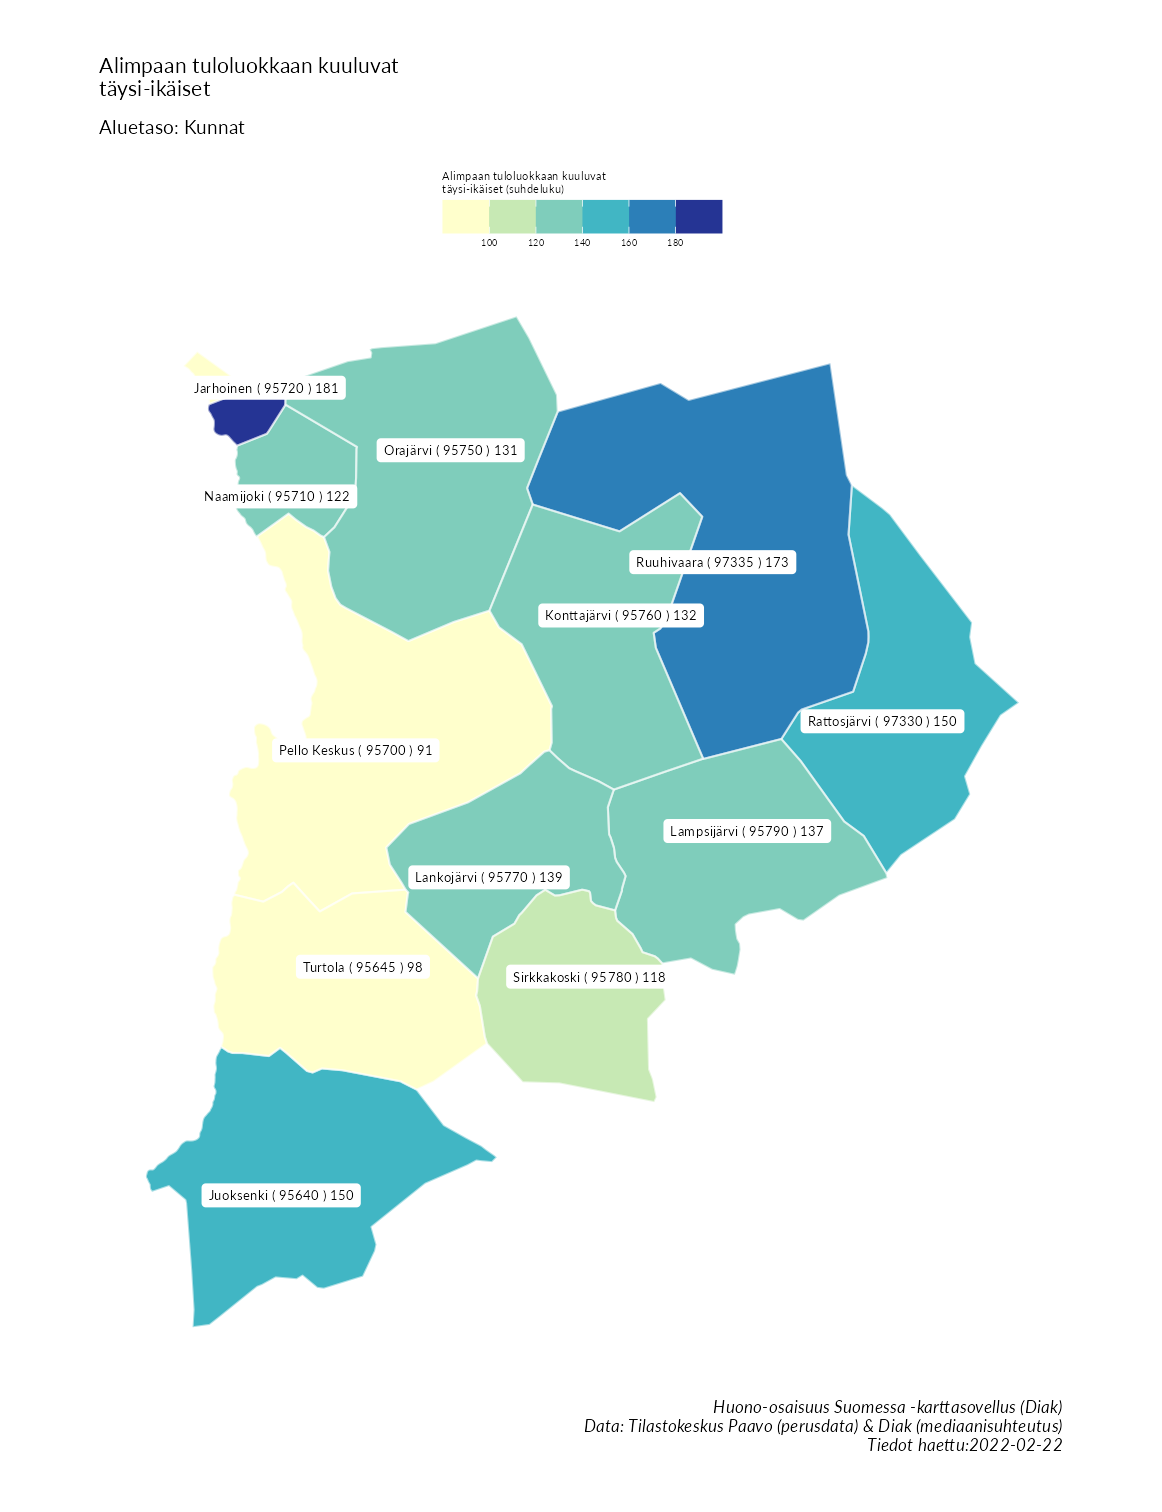 Alimpaan tuloluokkaan kuuluvat
täysi-ikäiset
Aluetaso: Kunnat
Alimpaan tuloluokkaan kuuluvat
täysi-ikäiset (suhdeluku)
100 120 140 160 180
Jarhoinen ( 95720 ) 181
Orajärvi ( 95750 ) 131
Naamijoki ( 95710 ) 122
Ruuhivaara ( 97335 ) 173
Konttajärvi ( 95760 ) 132
Rattosjärvi ( 97330 ) 150
Pello Keskus ( 95700 ) 91
Lampsijärvi ( 95790 ) 137
Lankojärvi ( 95770 ) 139
Turtola ( 95645 ) 98
Sirkkakoski ( 95780 ) 118
Juoksenki ( 95640 ) 150
Huono-osaisuus Suomessa -karttasovellus (Diak)
Data: Tilastokeskus Paavo (perusdata) & Diak (mediaanisuhteutus)
Tiedot haettu:2022-02-22